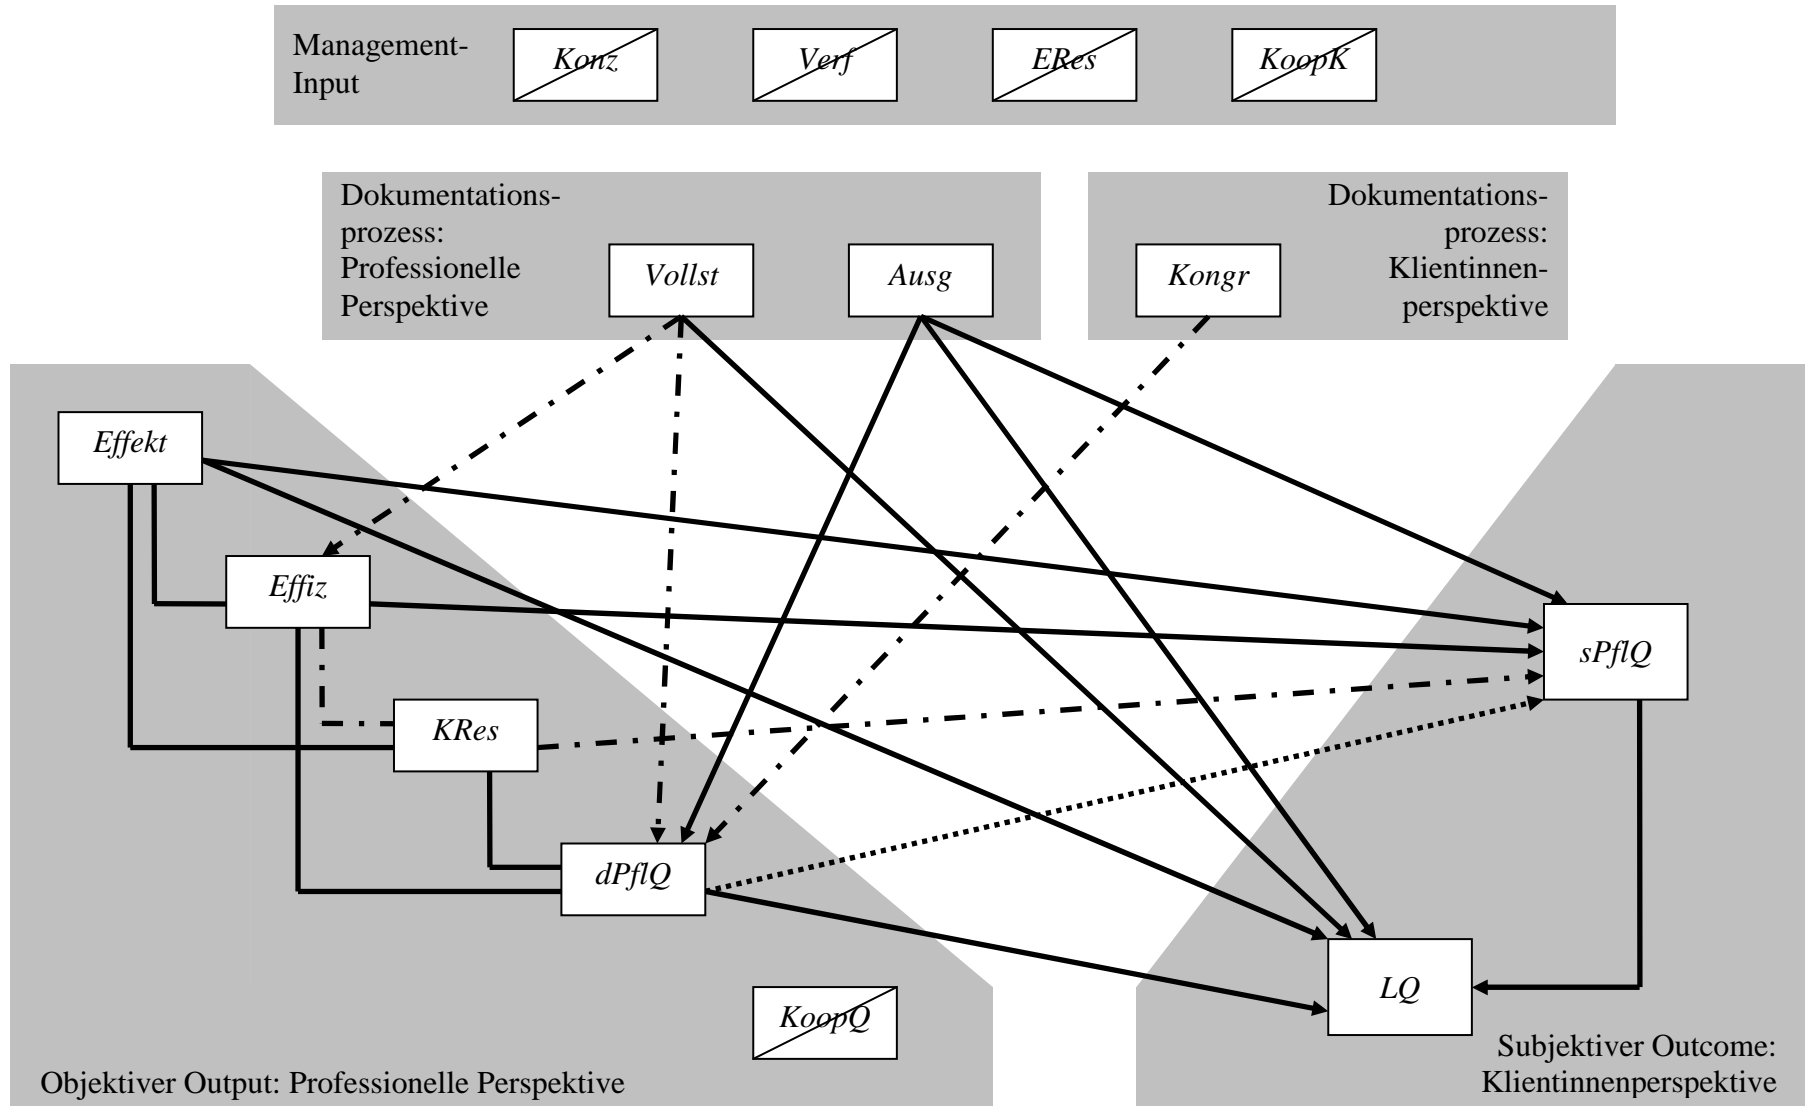 Management-
Input
Konz
Verf
ERes
KoopK
Dokumentations-
prozess:
Professionelle
Perspektive
Vollst
Ausg
Kongr
Dokumentations-
prozess:
Klientinnen-
perspektive
Effekt
Effiz
KRes
dPflQ
KoopQ
sPflQ
LQ
Objektiver Output: Professionelle Perspektive
Subjektiver Outcome:
Klientinnenperspektive